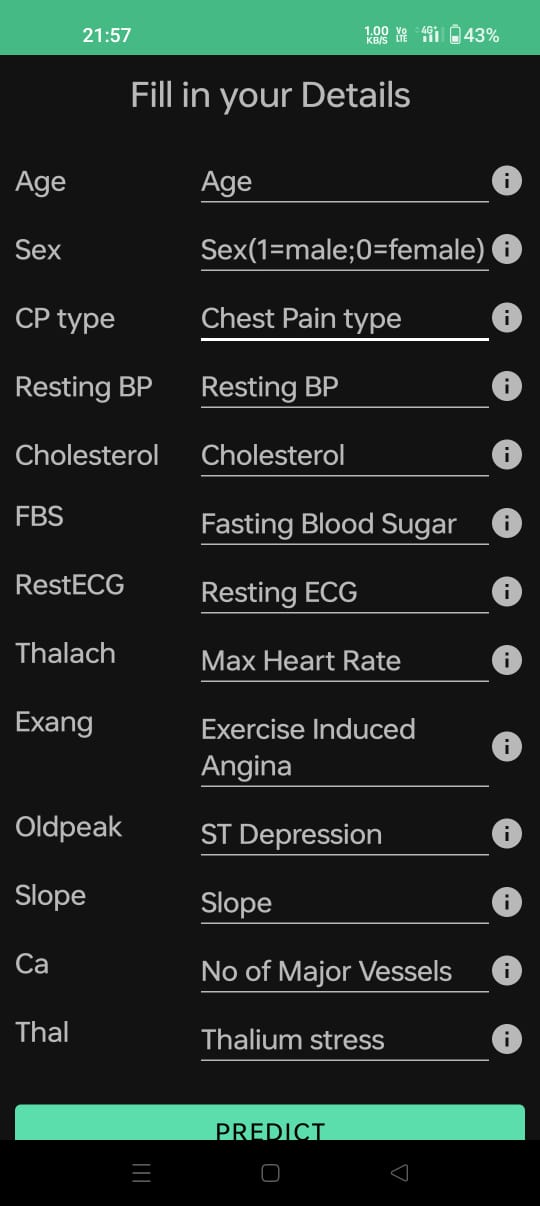 21:57 1.00 KB/S Vo LTE 4G+ 43%
Fill in your Details
Age Age i
Sex Sex(1=male;0=female) i
CP type Chest Pain type i
Resting BP Resting BP i
Cholesterol Cholesterol i
FBS Fasting Blood Sugar i
RestECG Resting ECG i
Thalach Max Heart Rate i
Exang Exercise Induced
Angina i
Oldpeak ST Depression i
Slope Slope i
Ca No of Major Vessels i
Thal Thalium stress i
PREDICT